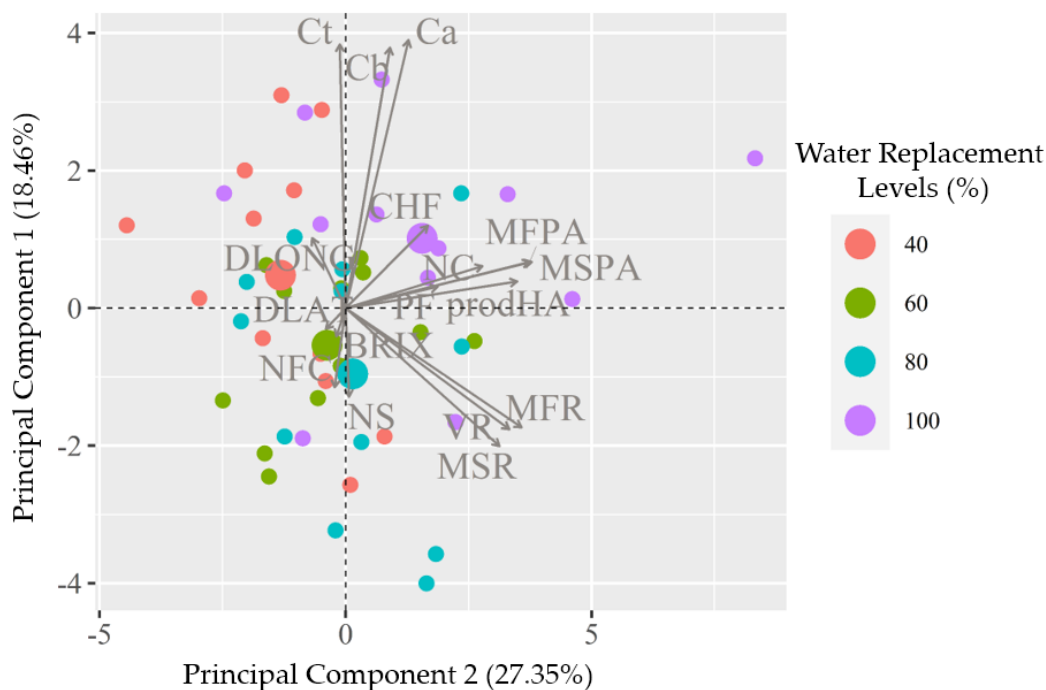 4
2
0
-2
-4
-5
0
5
Principal Component 1 (18.46%)
Principal Component 2 (27.35%)
Ct
Ca
Cb
CHF
DLONG
MFPA
NC
MSPA
DLAT
PF prodHA
BRIX
NFC
NS
VR
MFR
MSR
Water Replacement
Levels (%)
40
60
80
100